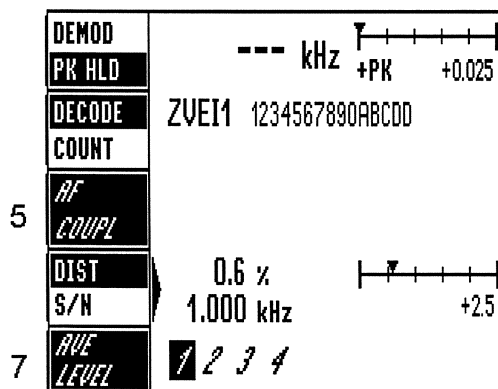 DEMOD
PK HLD
--- kHz
+PK +0.025
DECODE
COUNT
ZVEI1 1234567890ABCDD
5
AF
COUPL
DIST
S/N
0.6 %
1.000 kHz
+2.5
7
AVE
LEVEL
1 2 3 4